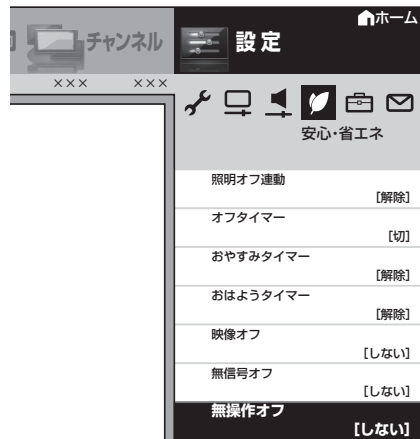 ホーム
チャンネル
設定
××× ×××
安心・省エネ
照明オフ連動
[解除]
オフタイマー
[切]
おやすみタイマー
[解除]
おはようタイマー
[解除]
映像オフ
[しない]
無信号オフ
[しない]
無操作オフ
[しない]